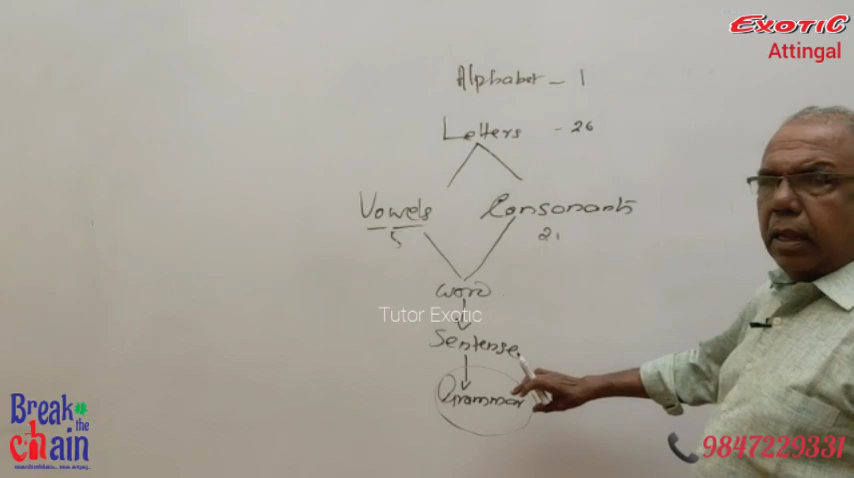 EXOTIC
Attingal
Alphabet - 1
Letters - 26
Vowels Consonants
5 21
Word
Tutor Exotic
Sentense
Grammar
Break
the
chain
9847229331